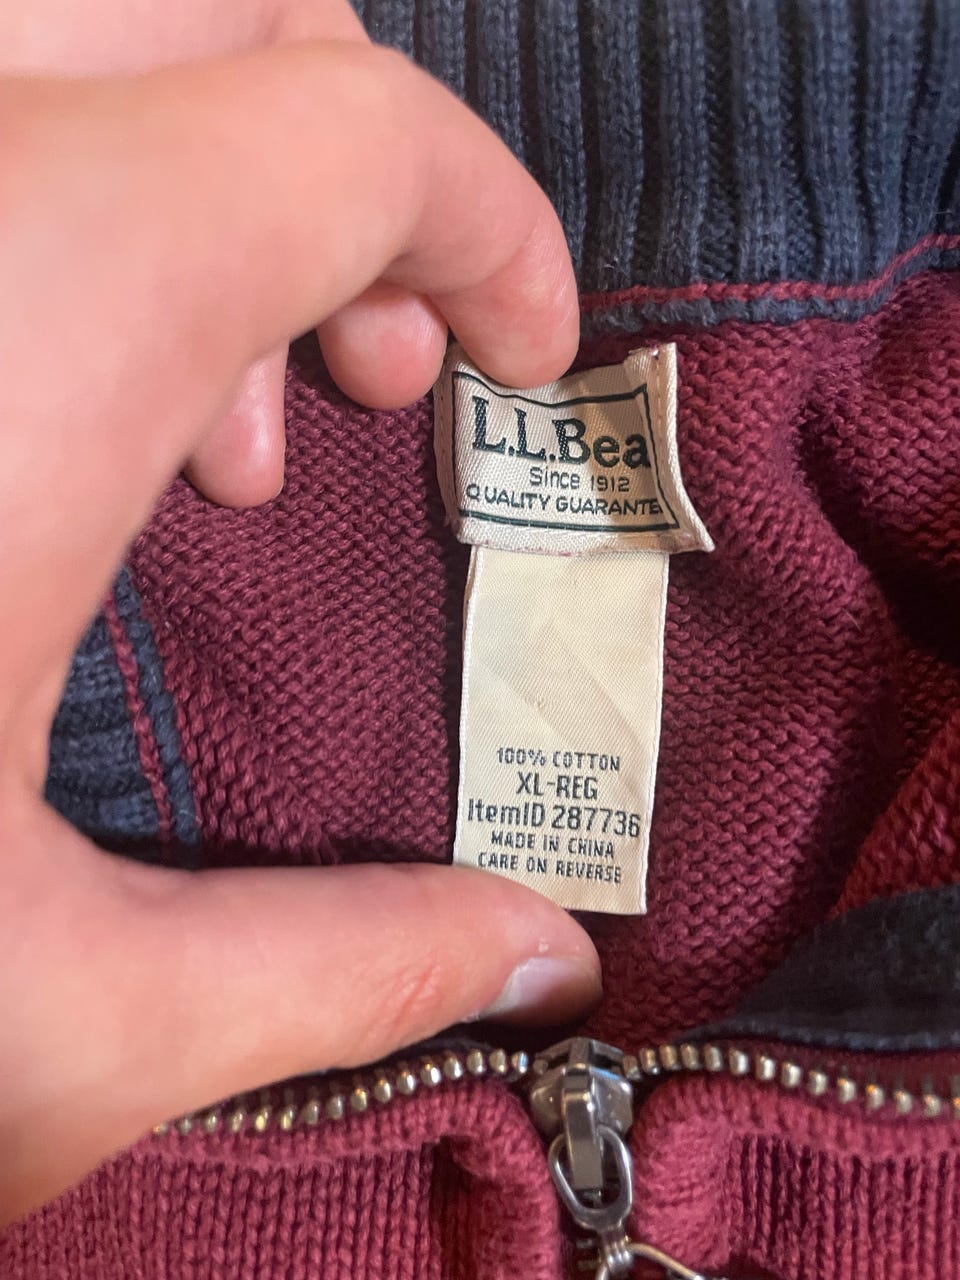 L.L.Bea
Since 1912
QUALITY GUARANTE
100% COTTON
XL-REG
ItemID 287736
MADE IN CHINA
CARE ON REVERSE